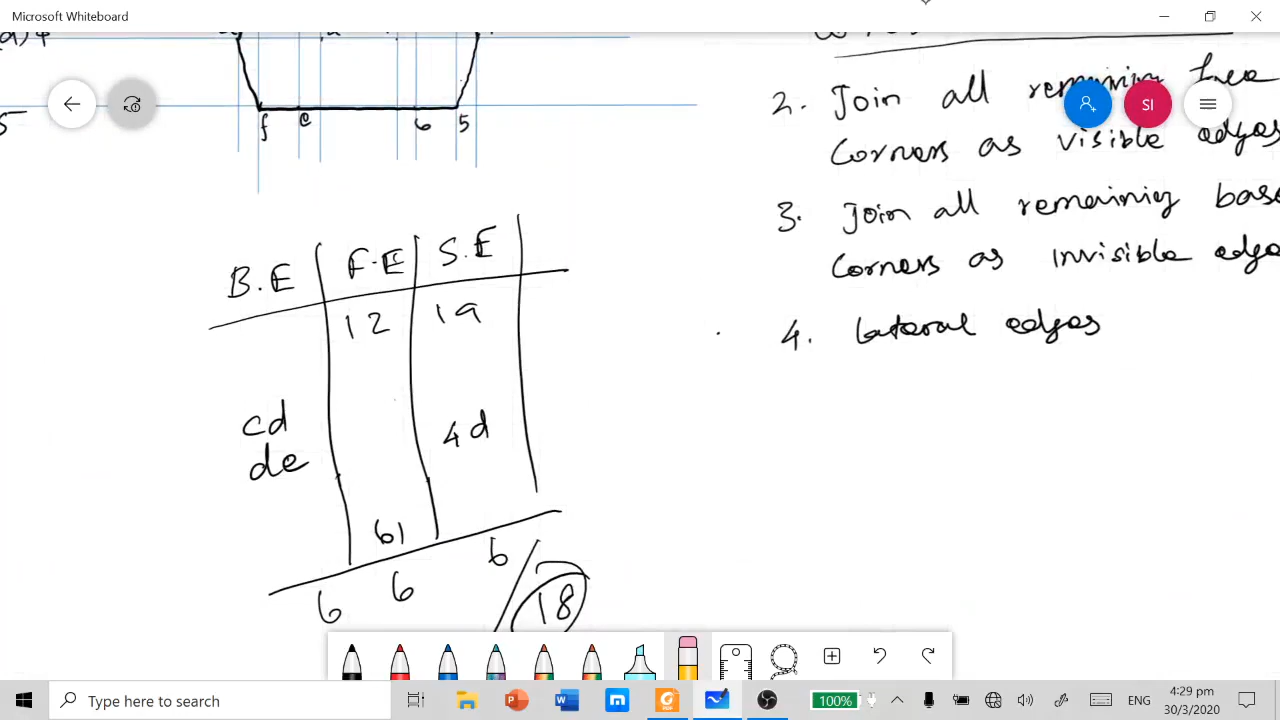 Microsoft Whiteboard
f e 6 5
5
SI
2. Join all remaining
corners as visible edges
3. Join all remaining base
corners as invisible edges
4. lateral edges
B.E F.E S.E
12 1a
cd 4d
de
61
6 6 6 / 18
Type here to search
100%
ENG
4:29 pm
30/3/2020